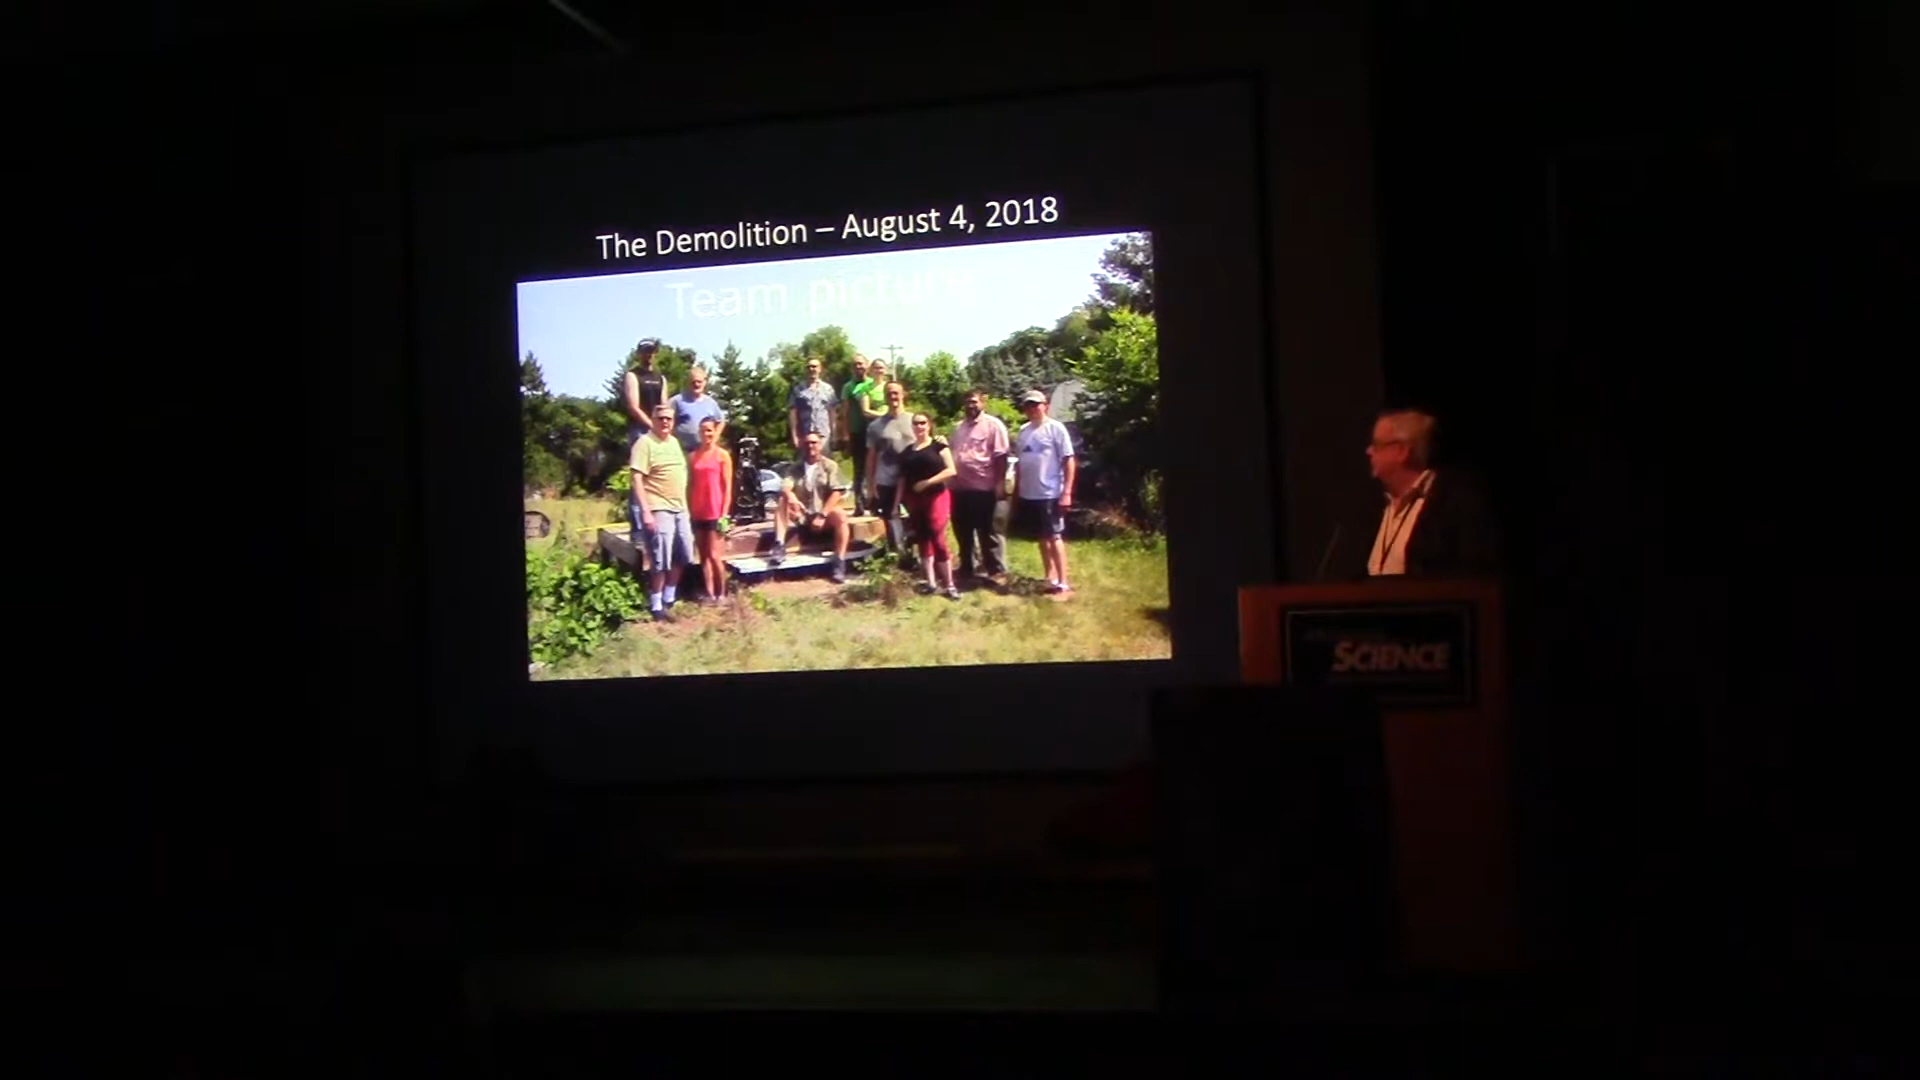 The Demolition – August 4, 2018
Team picture
SCIENCE